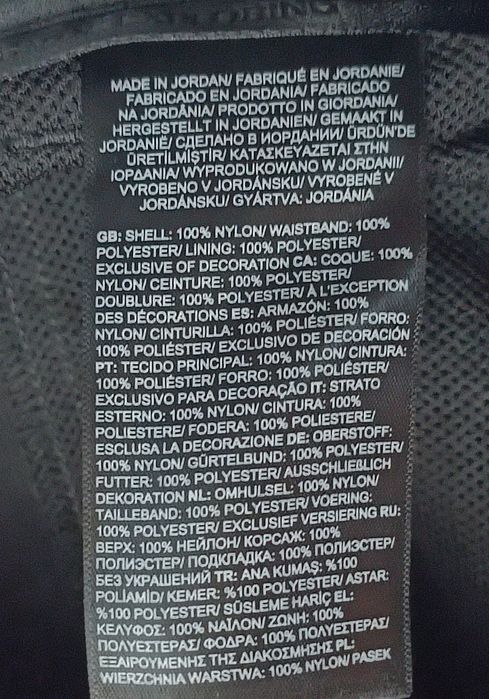 EXPLORING
MADE IN JORDAN/ FABRIQUÉ EN JORDANIE/
FABRICADO EN JORDANIA/ FABRICADO
NA JORDÂNIA/ PRODOTTO IN GIORDANIA/
HERGESTELLT IN JORDANIEN/ GEMAAKT IN
JORDANIË/ СДЕЛАНО В ИОРДАНИИ/ ÜRDÜN'DE
ÜRETİLMİŞTİR/ ΚΑΤΑΣΚΕΥΑΖΕΤΑΙ ΣΤΗΝ
ΙΟΡΔΑΝΙΑ/ WYPRODUKOWANO W JORDANII/
VYROBENO V JORDÁNSKU/ VYROBENÉ V
JORDÁNSKU/ GYÁRTVA: JORDÁNIA
GB: SHELL: 100% NYLON/ WAISTBAND: 100%
POLYESTER/ LINING: 100% POLYESTER/
EXCLUSIVE OF DECORATION CA: COQUE: 100%
NYLON/ CEINTURE: 100% POLYESTER/
DOUBLURE: 100% POLYESTER/ À L'EXCEPTION
DES DÉCORATIONS ES: ARMAZÓN: 100%
NYLON/ CINTURILLA: 100% POLIÉSTER/ FORRO:
100% POLIÉSTER/ EXCLUSIVO DE DECORACIÓN
PT: TECIDO PRINCIPAL: 100% NYLON/ CINTURA:
100% POLIÉSTER/ FORRO: 100% POLIÉSTER/
EXCLUSIVO PARA DECORAÇÃO IT: STRATO
ESTERNO: 100% NYLON/ CINTURA: 100%
POLIESTERE/ FODERA: 100% POLIESTERE/
ESCLUSA LA DECORAZIONE DE: OBERSTOFF:
100% NYLON/ GÜRTELBUND: 100% POLYESTER/
FUTTER: 100% POLYESTER/ AUSSCHLIEßLICH
DEKORATION NL: OMHULSEL: 100% NYLON/
TAILLEBAND: 100% POLYESTER/ VOERING:
100% POLYESTER/ EXCLUSIEF VERSIERING RU:
ВЕРХ: 100% НЕЙЛОН/ КОРСАЖ: 100%
ПОЛИЭСТЕР/ ПОДКЛАДКА: 100% ПОЛИЭСТЕР/
БЕЗ УКРАШЕНИЙ TR: ANA KUMAŞ: %100
POLİAMİD/ KEMER: %100 POLYESTER/ ASTAR:
%100 POLYESTER/ SÜSLEME HARİÇ EL:
ΚΕΛΥΦΟΣ: 100% ΝΑΪΛΟΝ/ ΖΩΝΗ: 100%
ΠΟΛΥΕΣΤΕΡΑΣ/ ΦΟΔΡΑ: 100% ΠΟΛΥΕΣΤΕΡΑΣ/
ΕΞΑΙΡΟΥΜΕΝΗΣ ΤΗΣ ΔΙΑΚΟΣΜΗΣΗΣ PL:
WIERZCHNIA WARSTWA: 100% NYLON/ PASEK